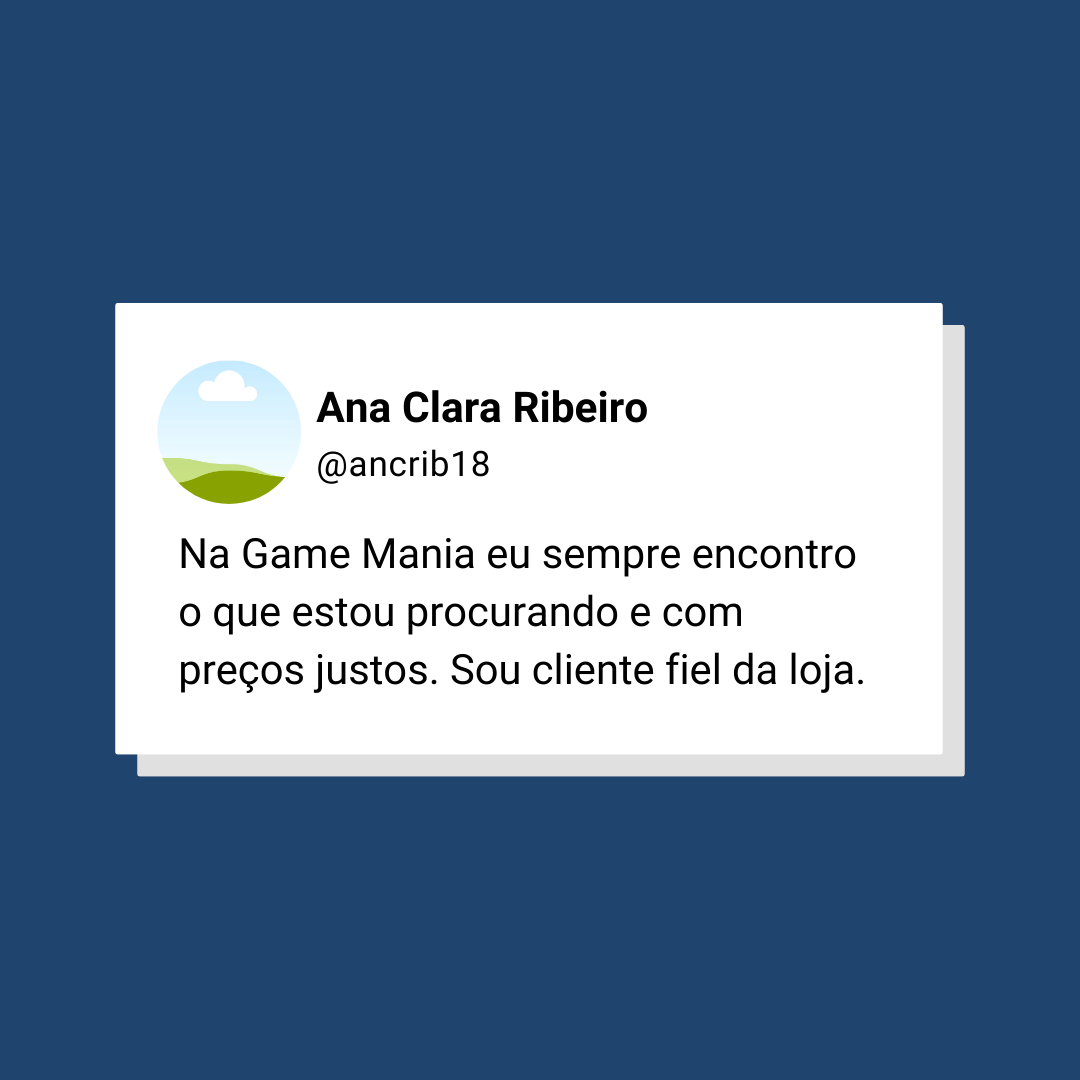 Ana Clara Ribeiro
@ancrib18
Na Game Mania eu sempre encontro
o que estou procurando e com
preços justos. Sou cliente fiel da loja.